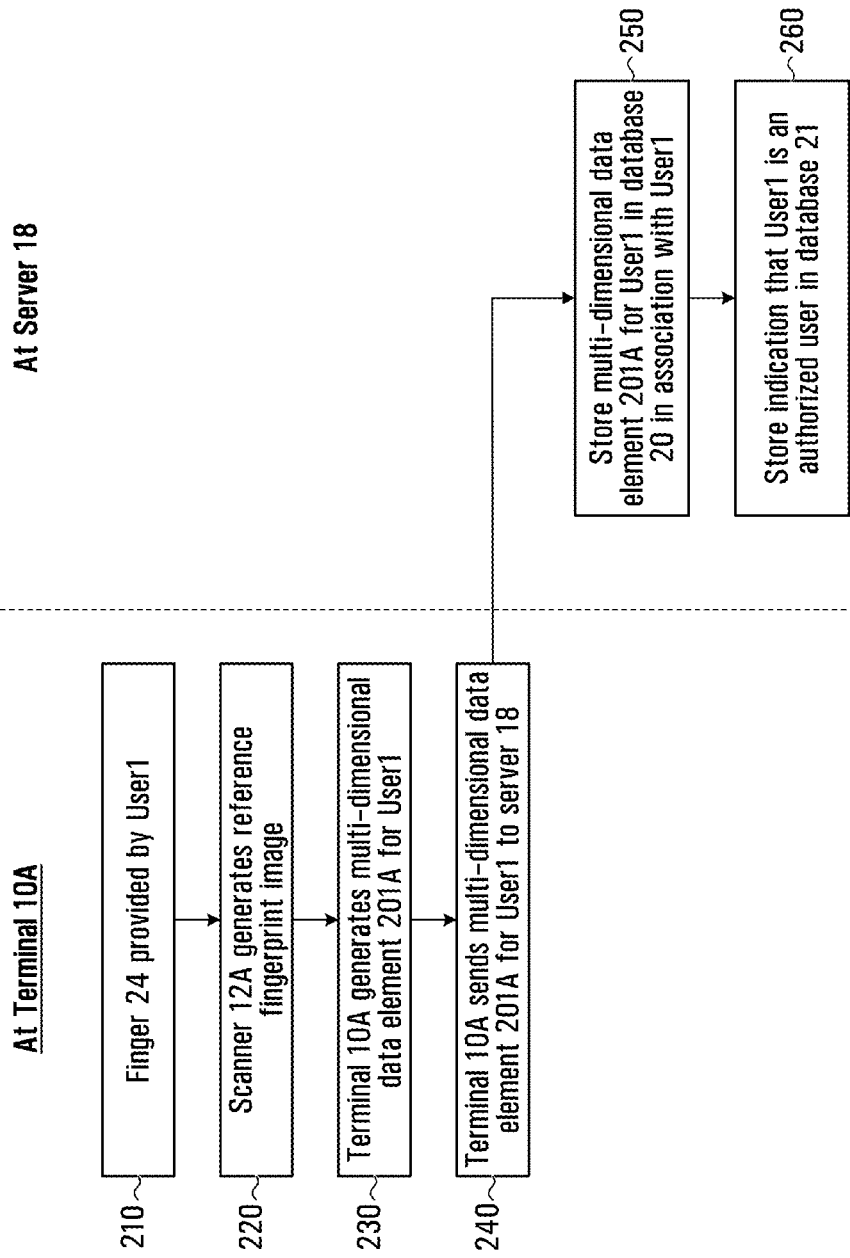 At Terminal 10A
At Server 18
210
Finger 24 provided by User1
220
Scanner 12A generates reference
fingerprint image
230
Terminal 10A generates multi-dimensional
data element 201A for User1
240
Terminal 10A sends multi-dimensional data
element 201A for User1 to server 18
Store multi-dimensional data
element 201A for User1 in database
20 in association with User1
250
Store indication that User1 is an
authorized user in database 21
260